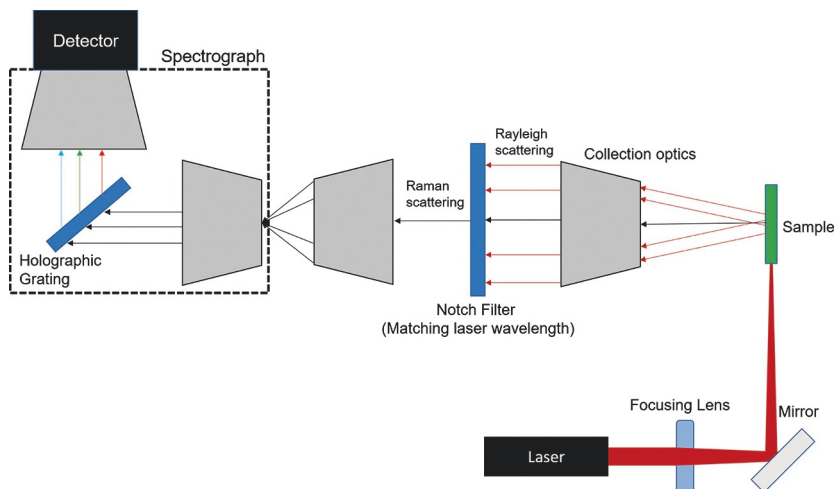 Detector
Spectrograph
Rayleigh
scattering
Collection optics
Raman
scattering
Sample
Holographic
Grating
Notch Filter
(Matching laser wavelength)
Focusing Lens
Mirror
Laser